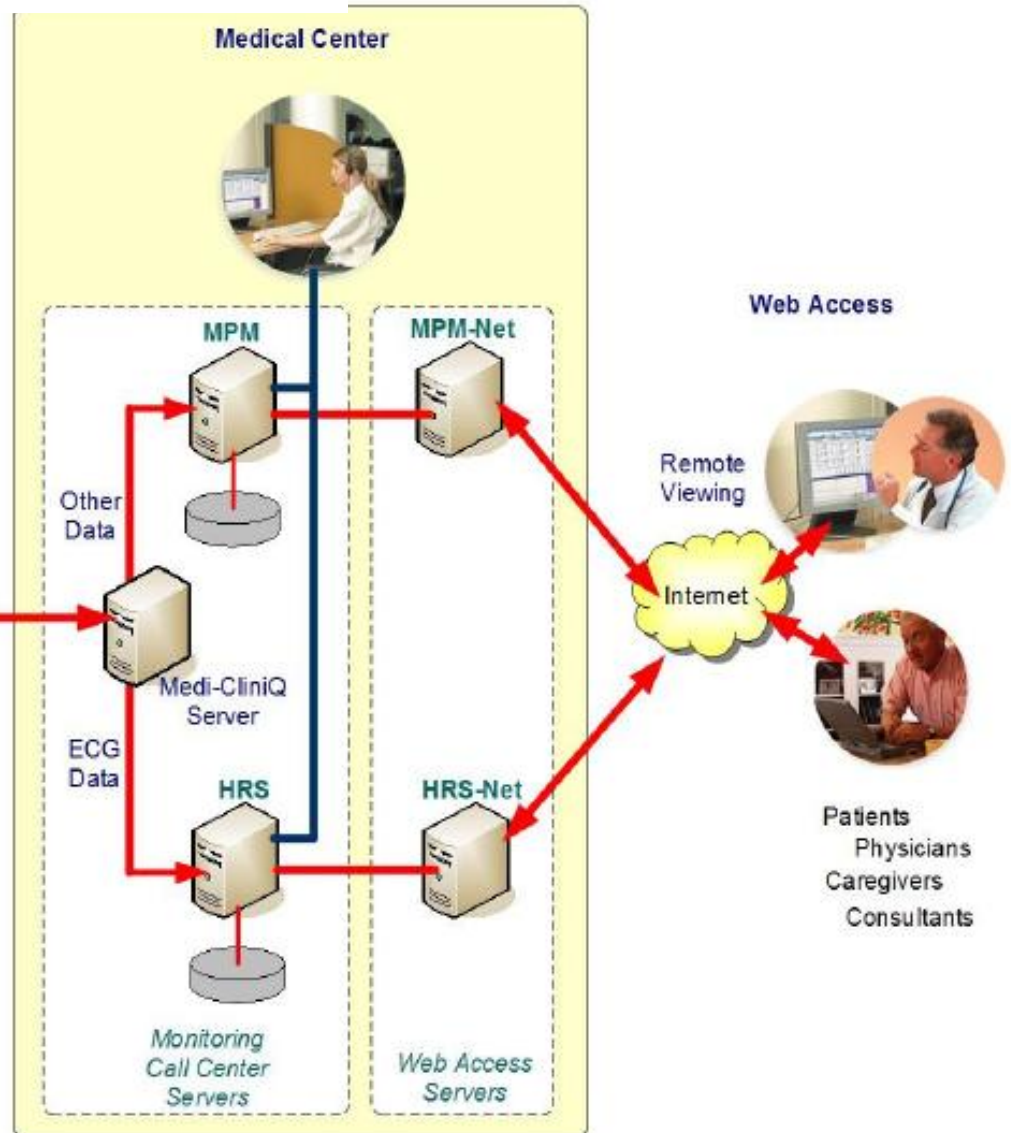 Medical Center
MPM
MPM-Net
Web Access
Other
Data
Remote
Viewing
Internet
Medi-CliniQ
Server
ECG
Data
HRS
HRS-Net
Patients
Physicians
Caregivers
Consultants
Monitoring
Call Center
Servers
Web Access
Servers